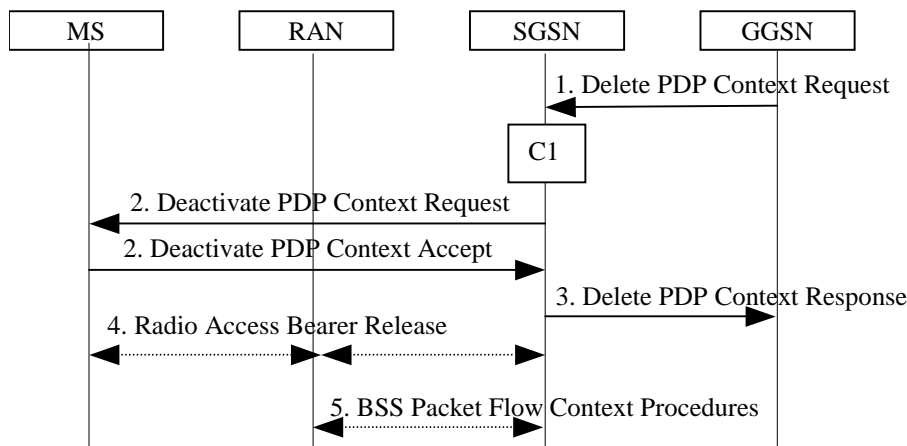 MS RAN SGSN GGSN
1. Delete PDP Context Request
C1
2. Deactivate PDP Context Request
2. Deactivate PDP Context Accept
3. Delete PDP Context Response
4. Radio Access Bearer Release
5. BSS Packet Flow Context Procedures